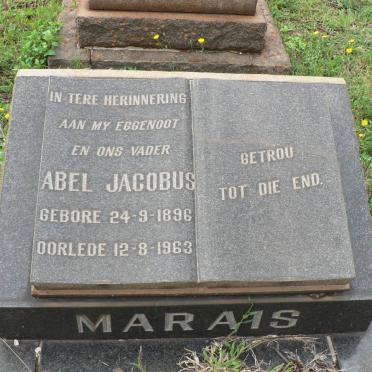 IN TERE HERINNERING
AAN MY EGGENOOT
EN ONS VADER
ABEL JACOBUS
GEBORE 24-9-1896
OORLEDE 12-8-1963
GETROU
TOT DIE END.
MARAIS